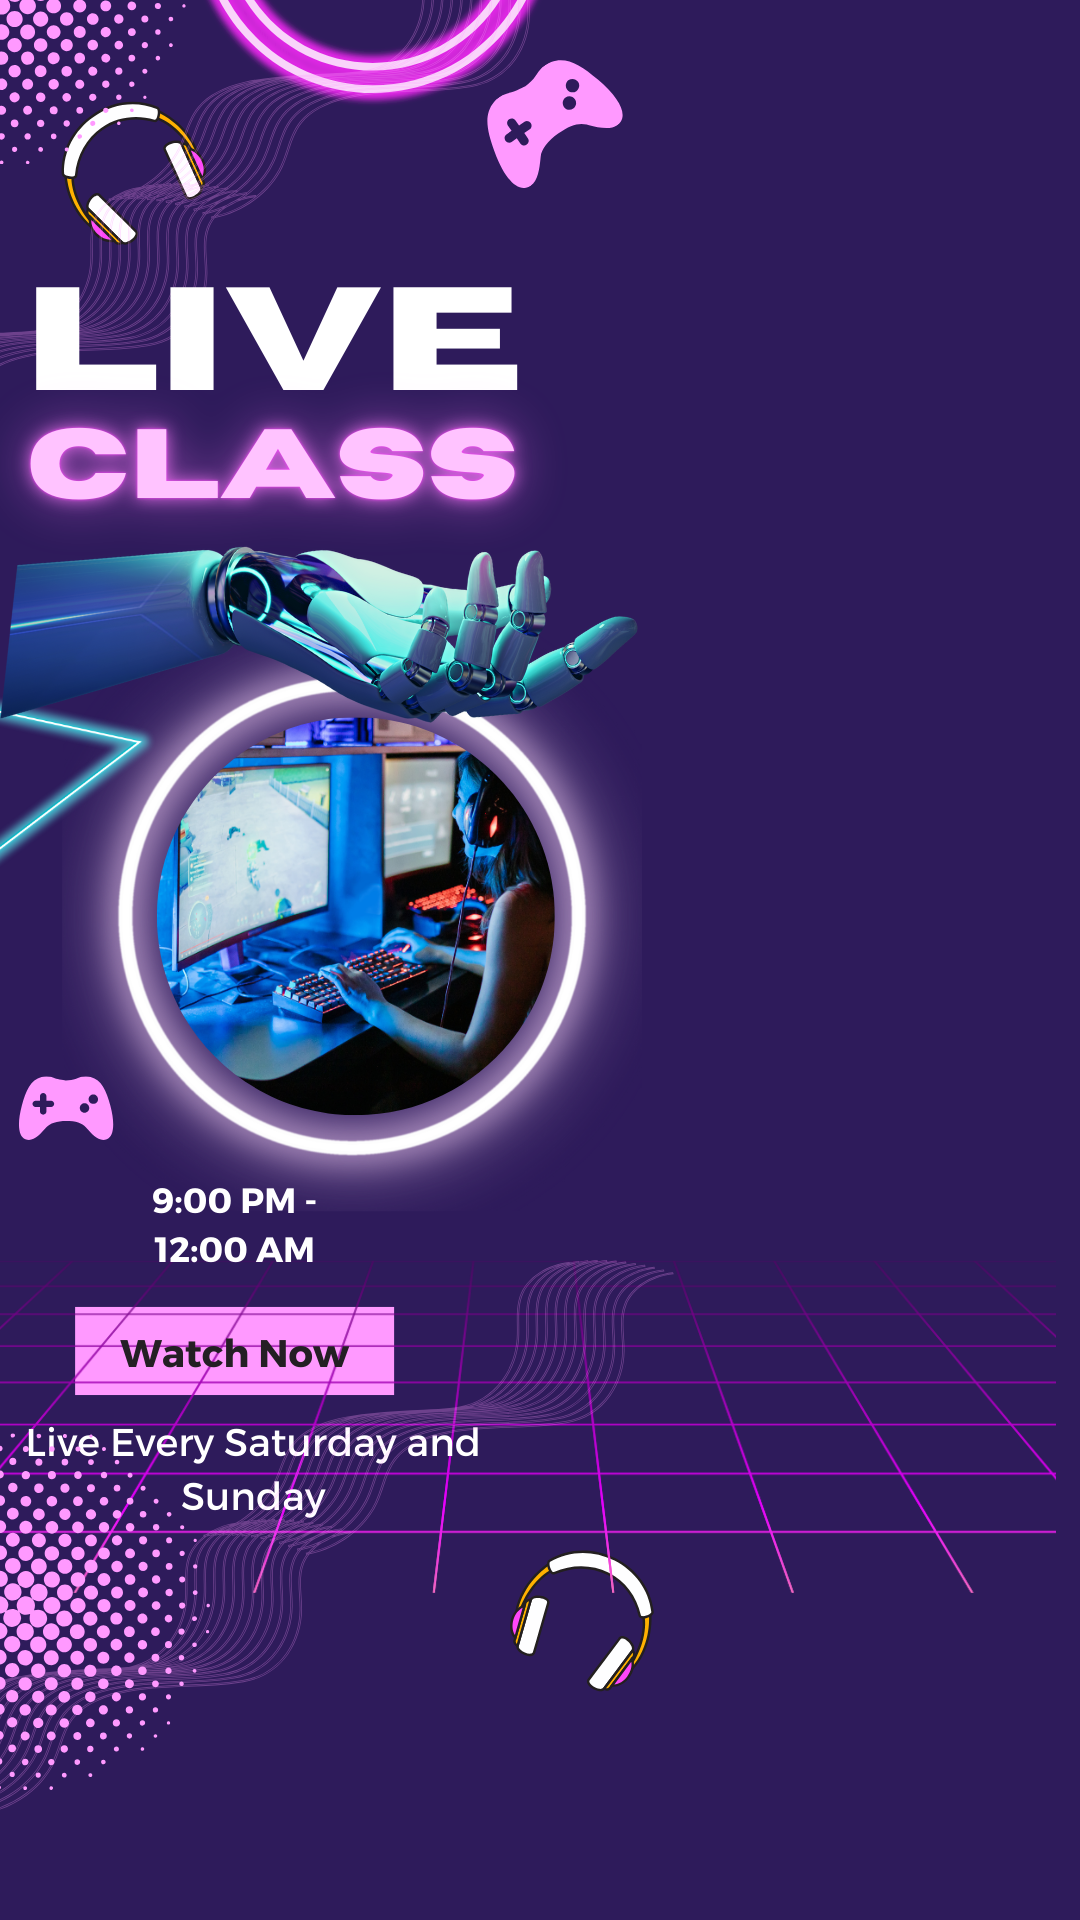 LIVE
CLASS
9:00 PM -
12:00 AM
Watch Now
Live Every Saturday and
Sunday